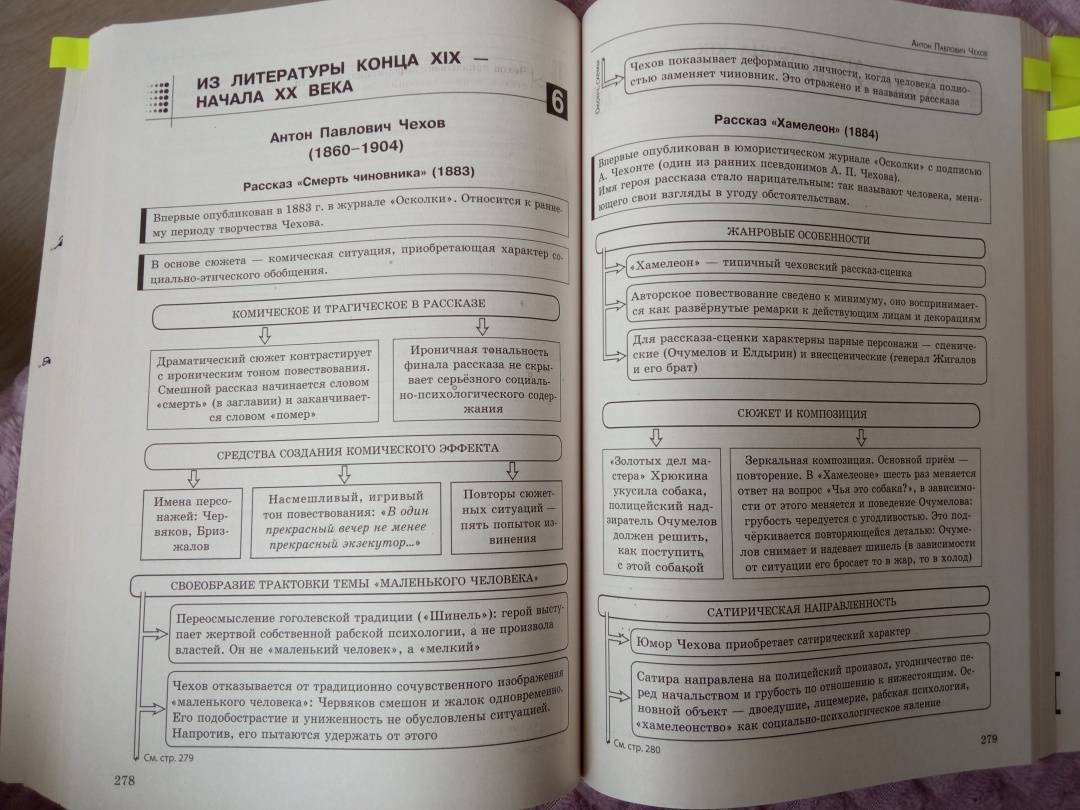 ИЗ ЛИТЕРАТУРЫ КОНЦА XIX —
НАЧАЛА XX ВЕКА
6
Антон Павлович Чехов
(1860–1904)
Рассказ «Смерть чиновника» (1883)
Впервые опубликован в 1883 г. в журнале «Осколки». Относится к ранне-
му периоду творчества Чехова.
В основе сюжета — комическая ситуация, приобретающая характер со-
циально-этического обобщения.
КОМИЧЕСКОЕ И ТРАГИЧЕСКОЕ В РАССКАЗЕ
Драматический сюжет контрастирует
с ироническим тоном повествования.
Смешной рассказ начинается словом
«смерть» (в заглавии) и заканчивает-
ся словом «помер»
Ироничная тональность
финала рассказа не скры-
вает серьёзного социаль-
но-психологического содер-
жания
СРЕДСТВА СОЗДАНИЯ КОМИЧЕСКОГО ЭФФЕКТА
Имена персо-
нажей: Чер-
вяков, Бриз-
жалов
Насмешливый, игривый
тон повествования: «В один
прекрасный вечер не менее
прекрасный экзекутор...»
Повторы сюжет-
ных ситуаций —
пять попыток из-
винения
СВОЕОБРАЗИЕ ТРАКТОВКИ ТЕМЫ «МАЛЕНЬКОГО ЧЕЛОВЕКА»
Переосмысление гоголевской традиции («Шинель»): герой высту-
пает жертвой собственной рабской психологии, а не произвола
властей. Он не «маленький человек», а «мелкий»
Чехов отказывается от традиционно сочувственного изображения
«маленького человека»: Червяков смешон и жалок одновременно.
Его подобострастие и униженность не обусловлены ситуацией.
Напротив, его пытаются удержать от этого
См. стр. 279
278
Антон Павлович Чехов
Чехов показывает деформацию личности, когда человека полно-
стью заменяет чиновник. Это отражено и в названии рассказа
Рассказ «Хамелеон» (1884)
Впервые опубликован в юмористическом журнале «Осколки» с подписью
А. Чехонте (один из ранних псевдонимов А. П. Чехова).
Имя героя рассказа стало нарицательным: так называют человека, меня-
ющего свои взгляды в угоду обстоятельствам.
ЖАНРОВЫЕ ОСОБЕННОСТИ
«Хамелеон» — типичный чеховский рассказ-сценка
Авторское повествование сведено к минимуму, оно воспринимает-
ся как развёрнутые ремарки к действующим лицам и декорациям
Для рассказа-сценки характерны парные персонажи — сцениче-
ские (Очумелов и Елдырин) и внесценические (генерал Жигалов
и его брат)
СЮЖЕТ И КОМПОЗИЦИЯ
«Золотых дел ма-
стера» Хрюкина
укусила собака,
полицейский над-
зиратель Очумелов
должен решить,
как поступить
с этой собакой
Зеркальная композиция. Основной приём —
повторение. В «Хамелеоне» шесть раз меняется
ответ на вопрос «Чья это собака?», в зависимо-
сти от этого меняется и поведение Очумелова:
грубость чередуется с угодливостью. Это под-
чёркивается повторяющейся деталью: Очуме-
лов снимает и надевает шинель (в зависимости
от ситуации его бросает то в жар, то в холод)
САТИРИЧЕСКАЯ НАПРАВЛЕННОСТЬ
Юмор Чехова приобретает сатирический характер
Сатира направлена на полицейский произвол, угодничество пе-
ред начальством и грубость по отношению к нижестоящим. Ос-
новной объект — двоедушие, лицемерие, рабская психология,
«хамелеонство» как социально-психологическое явление
См. стр. 280
279